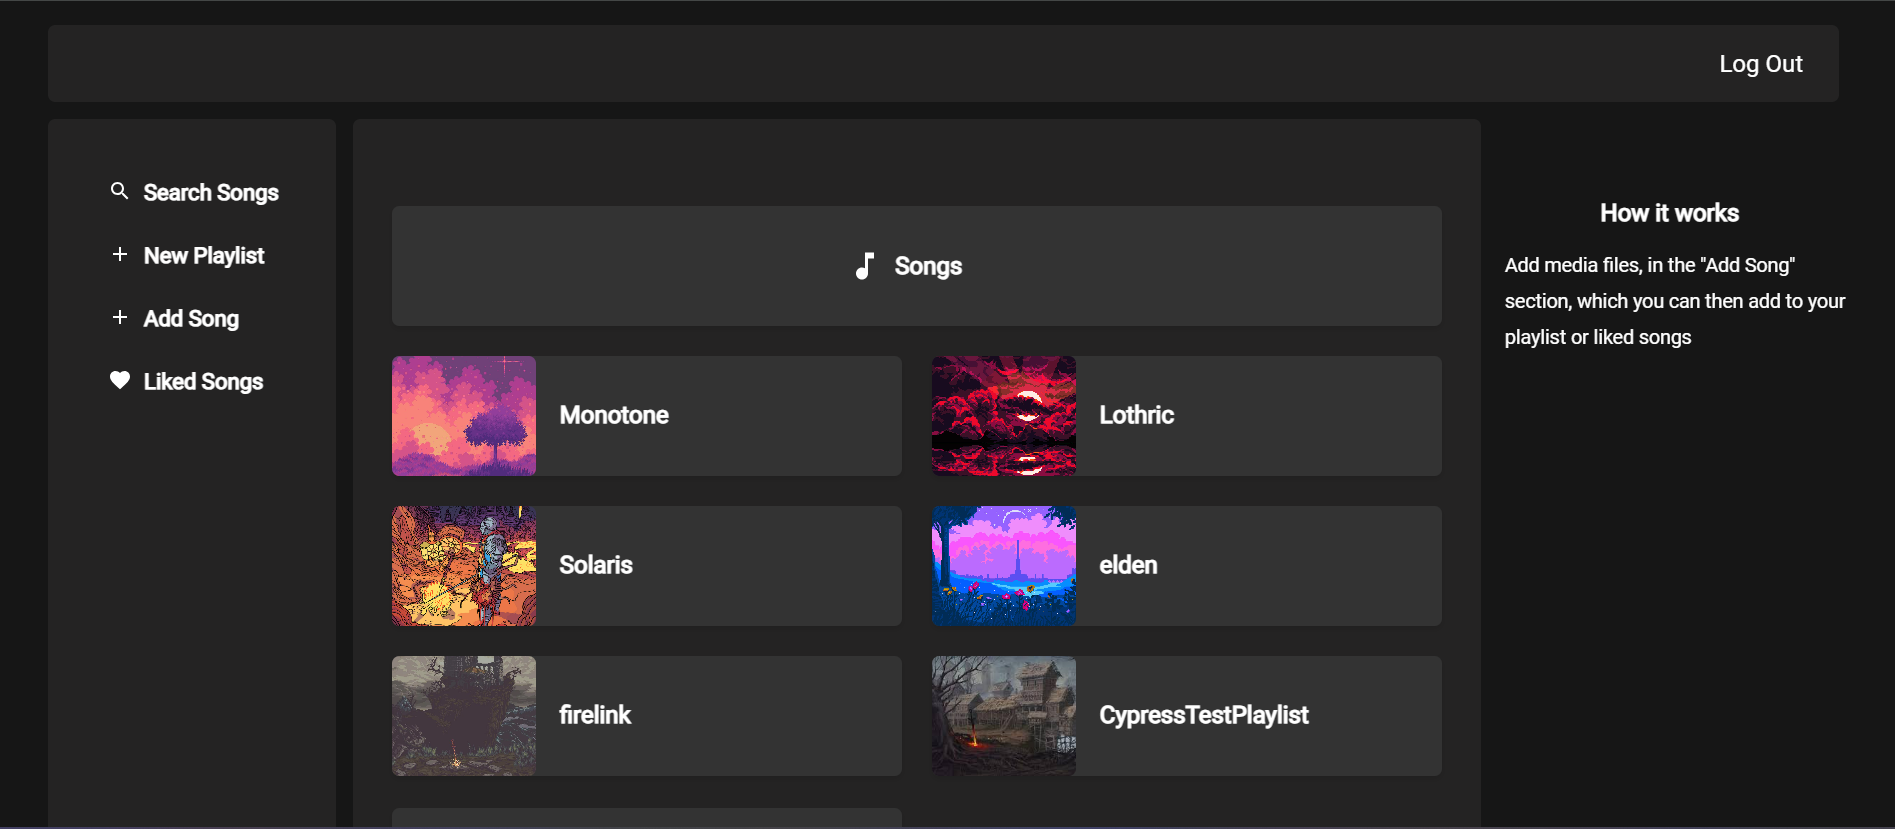 Log Out
Search Songs
New Playlist
Add Song
Liked Songs
Songs
Monotone
Lothric
Solaris
elden
firelink
CypressTestPlaylist
How it works
Add media files, in the "Add Song"
section, which you can then add to your
playlist or liked songs